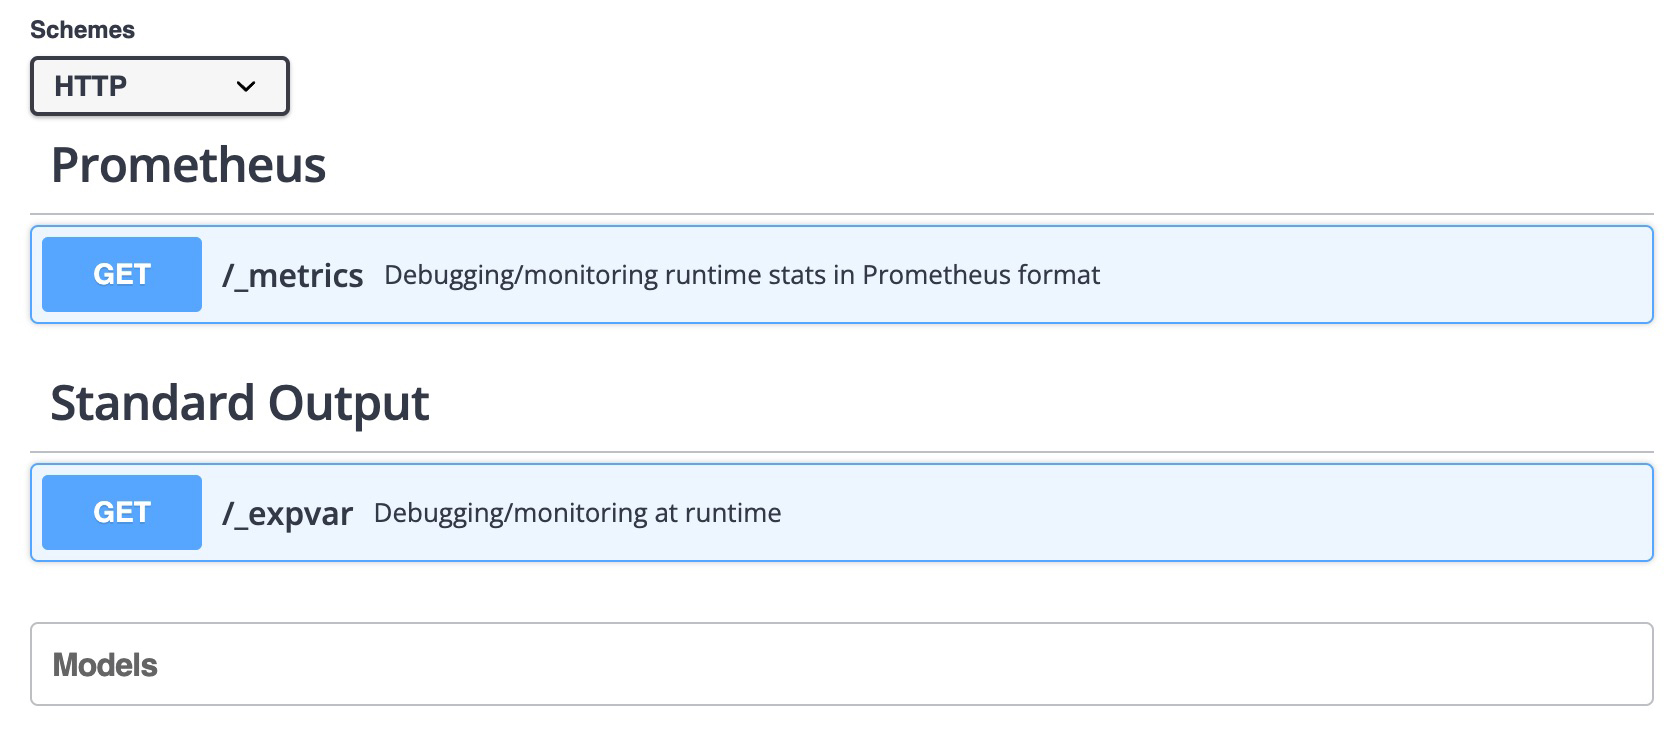 Schemes
HTTP
Prometheus
GET /_metrics Debugging/monitoring runtime stats in Prometheus format
Standard Output
GET /_expvar Debugging/monitoring at runtime
Models